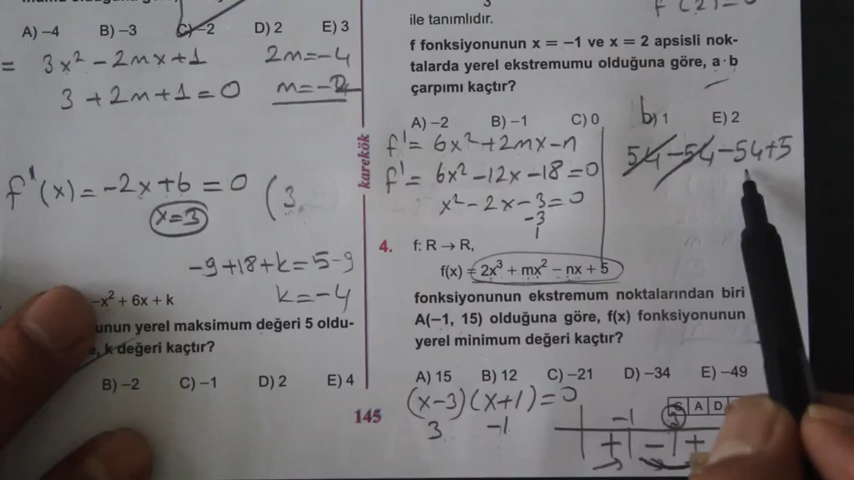 A) –4 B) –3 C) –2 D) 2 E) 3
= 3x² – 2mx + 1 2m = –4
3 + 2m + 1 = 0 m = –2
f'(x) = –2x + 6 = 0 (3,
x = 3
–9 + 18 + k = 5 –9
k = –4
–x² + 6x + k
unun yerel maksimum değeri 5 oldu-
k değeri kaçtır?
B) –2 C) –1 D) 2 E) 4
145
karekök
ile tanımlıdır.
f fonksiyonunun x = –1 ve x = 2 apsisli nok-
talarda yerel ekstremumu olduğuna göre, a·b
çarpımı kaçtır?
A) –2 B) –1 C) 0 1 E) 2
f' = 6x² + 2mx – n
54 – 54 – 54 + 5
f' = 6x² – 12x – 18 = 0
x² – 2x – 3 = 0
–3
1
4. f: R → R,
f(x) = 2x³ + mx² – nx + 5
fonksiyonunun ekstremum noktalarından biri
A(–1, 15) olduğuna göre, f(x) fonksiyonunun
yerel minimum değeri kaçtır?
A) 15 B) 12 C) –21 D) –34 E) –49
(x–3)(x+1) = 0
3 –1
–1 3
+ – +
A D